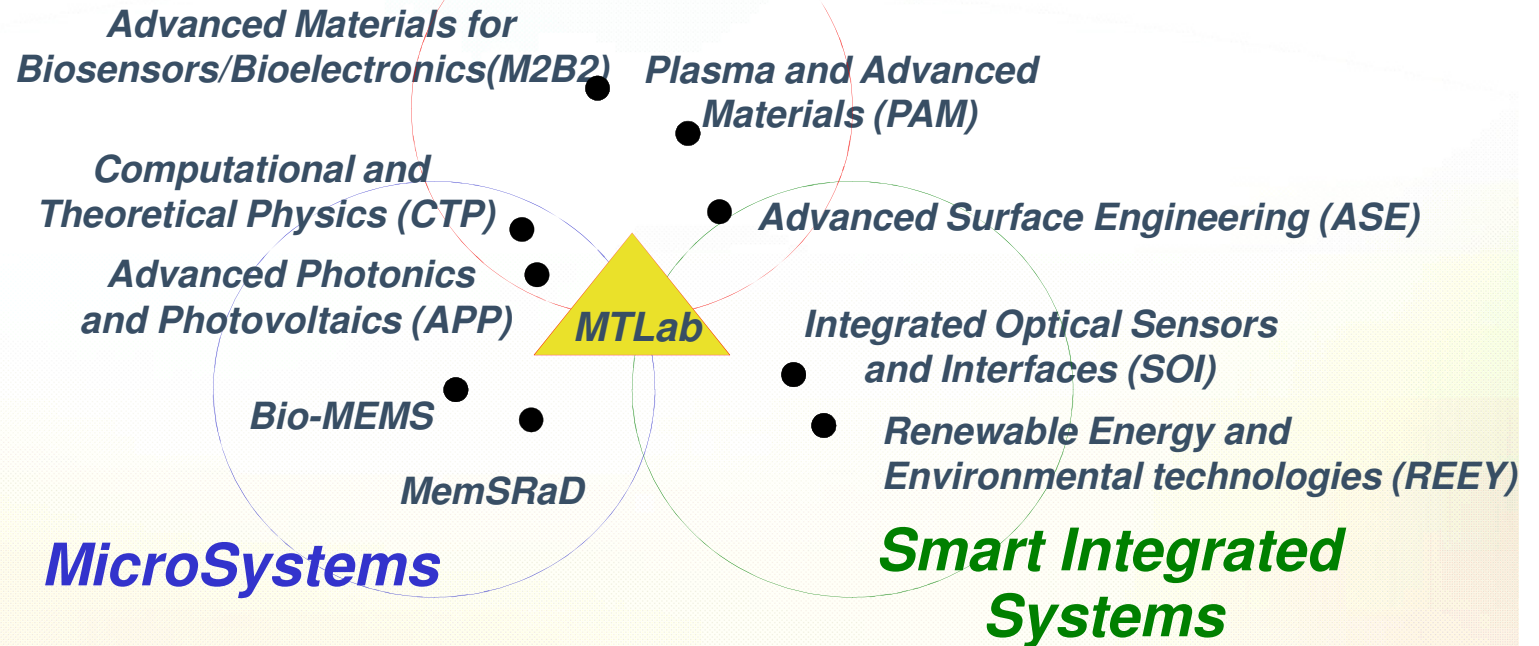 Advanced Materials for
Biosensors/Bioelectronics(M2B2)
Plasma and Advanced
Materials (PAM)
Computational and
Theoretical Physics (CTP)
Advanced Surface Engineering (ASE)
Advanced Photonics
and Photovoltaics (APP)
MTLab
Integrated Optical Sensors
and Interfaces (SOI)
Bio-MEMS
Renewable Energy and
Environmental technologies (REEY)
MemSRaD
MicroSystems
Smart Integrated
Systems